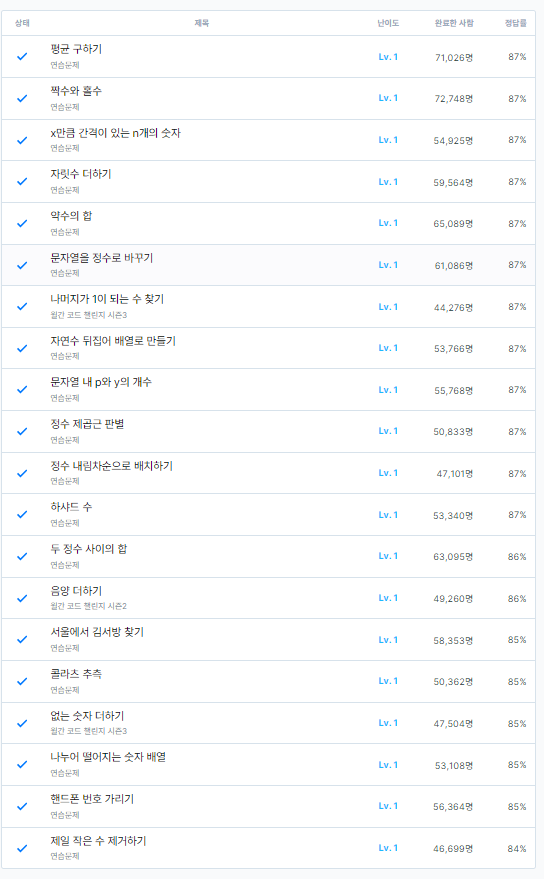 상태 제목 난이도 완료한 사람 정답률
평균 구하기 Lv. 1 71,026명 87%
연습문제
짝수와 홀수 Lv. 1 72,748명 87%
연습문제
x만큼 간격이 있는 n개의 숫자 Lv. 1 54,925명 87%
연습문제
자릿수 더하기 Lv. 1 59,564명 87%
연습문제
약수의 합 Lv. 1 65,089명 87%
연습문제
문자열을 정수로 바꾸기 Lv. 1 61,086명 87%
연습문제
나머지가 1이 되는 수 찾기 Lv. 1 44,276명 87%
월간 코드 챌린지 시즌3
자연수 뒤집어 배열로 만들기 Lv. 1 53,766명 87%
연습문제
문자열 내 p와 y의 개수 Lv. 1 55,768명 87%
연습문제
정수 제곱근 판별 Lv. 1 50,833명 87%
연습문제
정수 내림차순으로 배치하기 Lv. 1 47,101명 87%
연습문제
하샤드 수 Lv. 1 53,340명 87%
연습문제
두 정수 사이의 합 Lv. 1 63,095명 86%
연습문제
음양 더하기 Lv. 1 49,260명 86%
월간 코드 챌린지 시즌2
서울에서 김서방 찾기 Lv. 1 58,353명 85%
연습문제
콜라츠 추측 Lv. 1 50,362명 85%
연습문제
없는 숫자 더하기 Lv. 1 47,504명 85%
월간 코드 챌린지 시즌3
나누어 떨어지는 숫자 배열 Lv. 1 53,108명 85%
연습문제
핸드폰 번호 가리기 Lv. 1 56,364명 85%
연습문제
제일 작은 수 제거하기 Lv. 1 46,699명 84%
연습문제